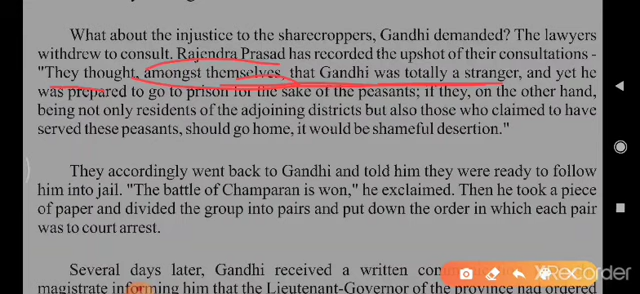 What about the injustice to the sharecroppers, Gandhi demanded? The lawyers
withdrew to consult. Rajendra Prasad has recorded the upshot of their consultations -
"They thought, amongst themselves, that Gandhi was totally a stranger, and yet he
was prepared to go to prison for the sake of the peasants; if they, on the other hand,
being not only residents of the adjoining districts but also those who claimed to have
served these peasants, should go home, it would be shameful desertion."
They accordingly went back to Gandhi and told him they were ready to follow
him into jail. "The battle of Champaran is won," he exclaimed. Then he took a piece
of paper and divided the group into pairs and put down the order in which each pair
was to court arrest.
Several days later, Gandhi received a written
magistrate informing him that the Lieutenant-Governor of the province had ordered
XRecorder